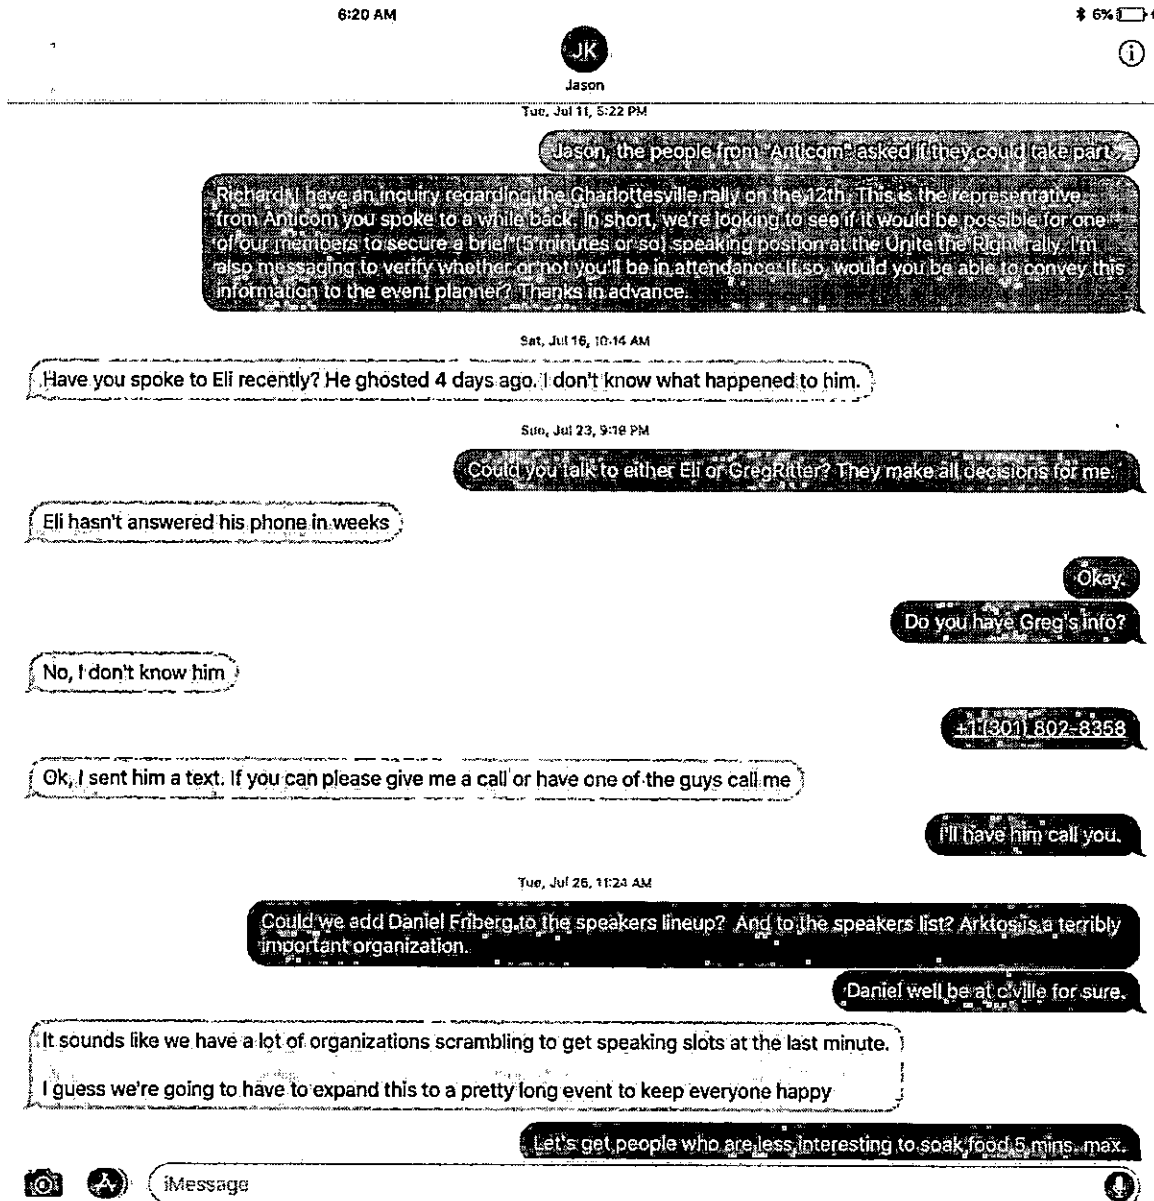 6:20 AM
6%
JK
Jason
Tue, Jul 11, 5:22 PM
Jason, the people from "Anticom" asked if they could take part.
Richard, I have an inquiry regarding the Charlottesville rally on the 12th. This is the representative
from Anticom you spoke to a while back. In short, we're looking to see if it would be possible for one
of our members to secure a brief (5 minutes or so) speaking postion at the Unite the Right rally. I'm
also messaging to verify whether or not you'll be in attendance. If so, would you be able to convey this
information to the event planner? Thanks in advance.
Sat, Jul 16, 10:14 AM
Have you spoke to Eli recently? He ghosted 4 days ago. I don't know what happened to him.
Sun, Jul 23, 9:18 PM
Could you talk to either Eli or GregRitter? They make all decisions for me.
Eli hasn't answered his phone in weeks
Okay.
Do you have Greg's info?
No, I don't know him
+1 (301) 802-8358
Ok, I sent him a text. If you can please give me a call or have one of the guys call me
I'll have him call you.
Tue, Jul 25, 11:24 AM
Could we add Daniel Friberg to the speakers lineup? And to the speakers list? Arktos is a terribly
important organization.
Daniel well be at cville for sure.
It sounds like we have a lot of organizations scrambling to get speaking slots at the last minute.
I guess we're going to have to expand this to a pretty long event to keep everyone happy
Let's get people who are less interesting to soak food 5 mins. max.
iMessage